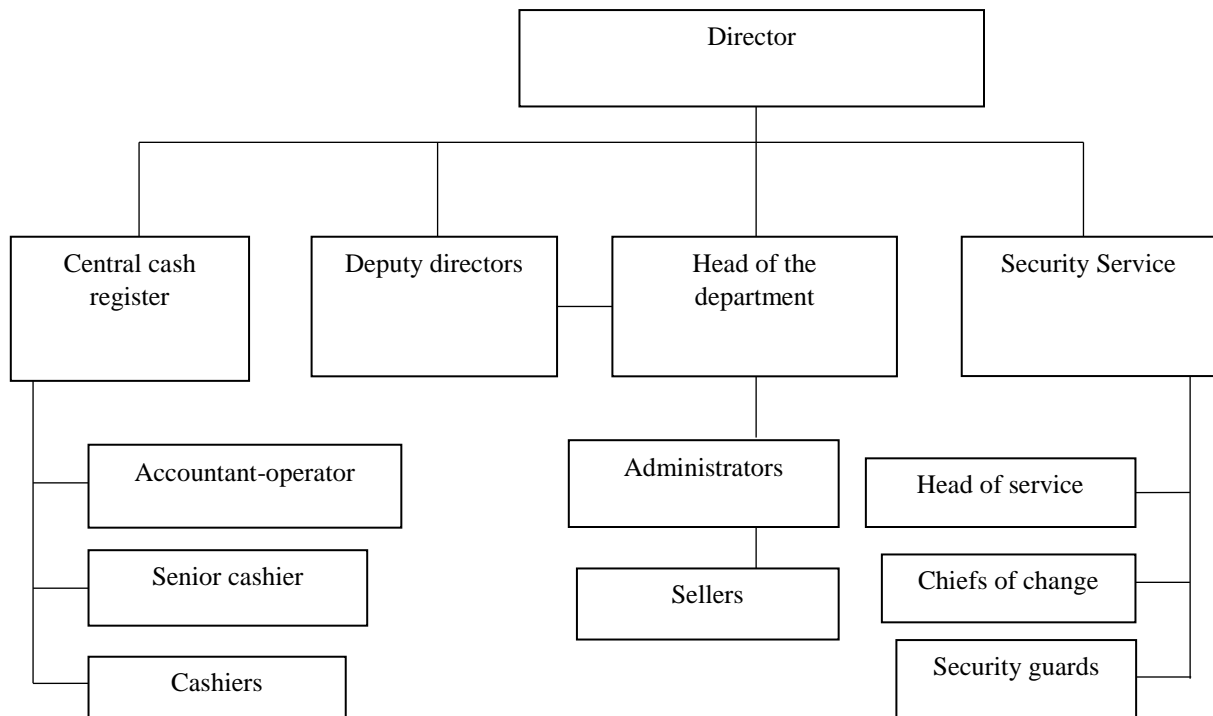 Director
Central cash
register
Deputy directors
Head of the
department
Security Service
Accountant-operator
Administrators
Head of service
Senior cashier
Sellers
Chiefs of change
Cashiers
Security guards